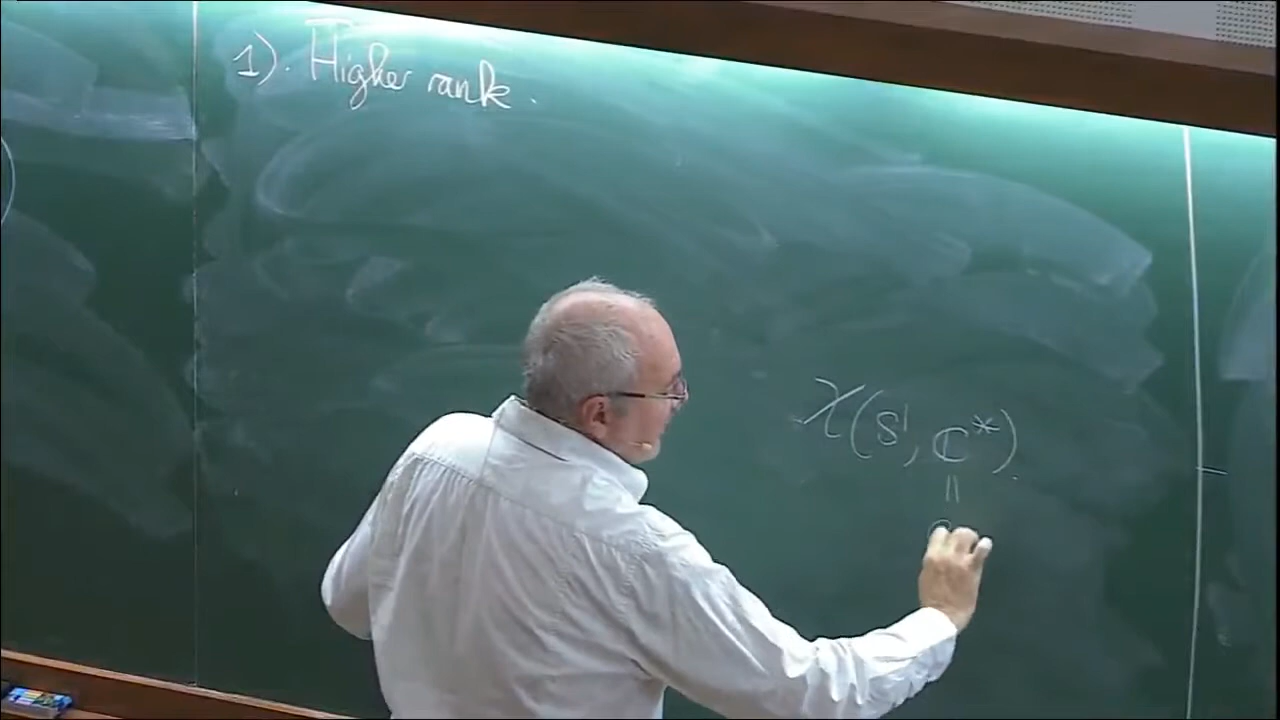 1). Higher rank.
𝒳(S¹, ℂ*).
||